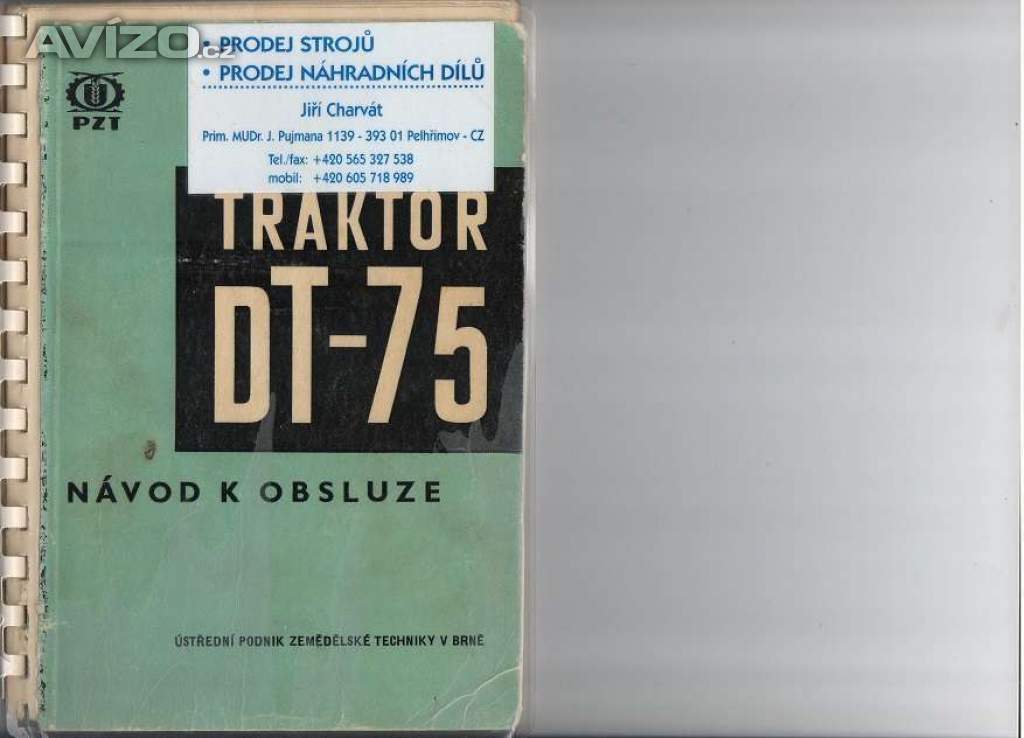 AVÍZO.cz
• PRODEJ STROJŮ
• PRODEJ NÁHRADNÍCH DÍLŮ
Jiří Charvát
Prim. MUDr. J. Pujmana 1139 - 393 01 Pelhřimov - CZ
Tel./fax: +420 565 327 538
mobil: +420 605 718 989
PZT
TRAKTOR
DT-75
NÁVOD K OBSLUZE
ÚSTŘEDNÍ PODNIK ZEMĚDĚLSKÉ TECHNIKY V BRNĚ